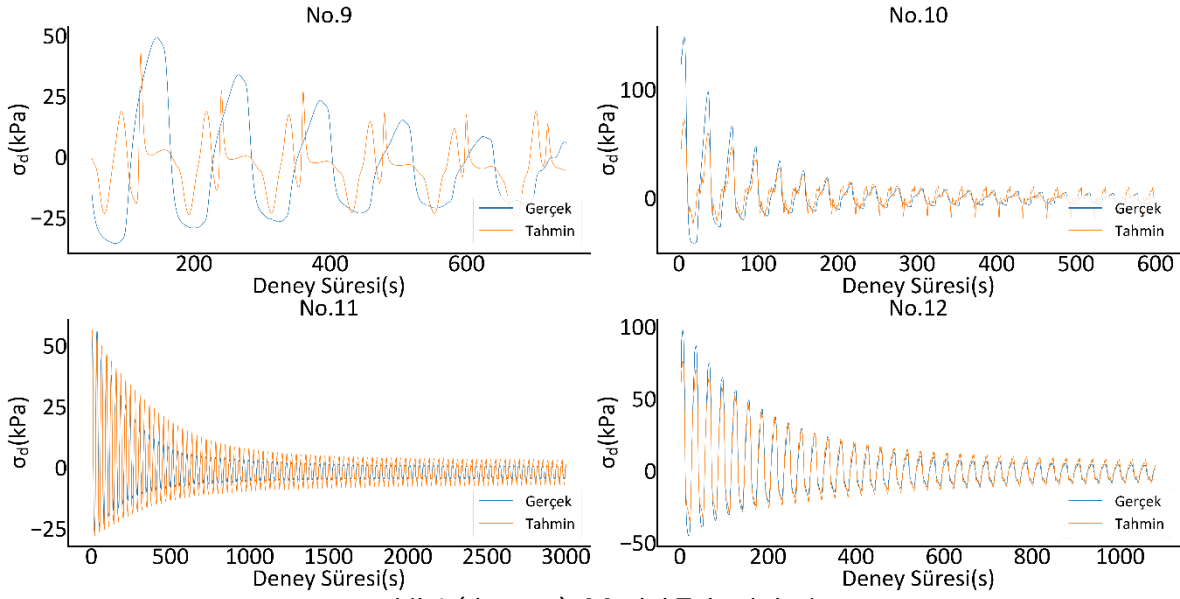 No.9
50
25
0
−25
σd(kPa)
200
400
600
Deney Süresi(s)
Gerçek
Tahmin
No.10
100
0
σd(kPa)
0
100
200
300
400
500
600
Deney Süresi(s)
Gerçek
Tahmin
No.11
50
25
0
−25
σd(kPa)
0
500
1000
1500
2000
2500
3000
Deney Süresi(s)
Gerçek
Tahmin
No.12
100
50
0
−50
σd(kPa)
0
200
400
600
800
1000
Deney Süresi(s)
Gerçek
Tahmin